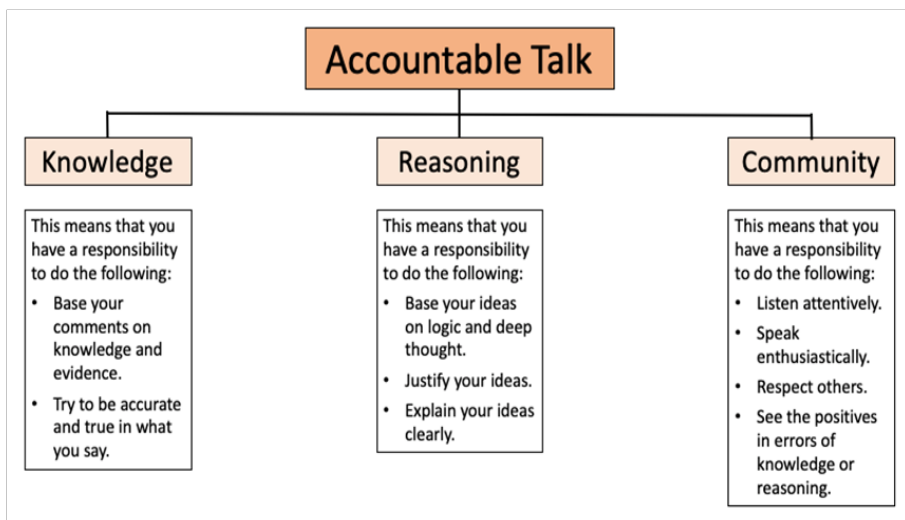 Accountable Talk
Knowledge
Reasoning
Community
This means that you
have a responsibility
to do the following:
• Base your
comments on
knowledge and
evidence.
• Try to be accurate
and true in what
you say.
This means that you
have a responsibility
to do the following:
• Base your ideas
on logic and deep
thought.
• Justify your ideas.
• Explain your ideas
clearly.
This means that you
have a responsibility
to do the following:
• Listen attentively.
• Speak
enthusiastically.
• Respect others.
• See the positives
in errors of
knowledge or
reasoning.